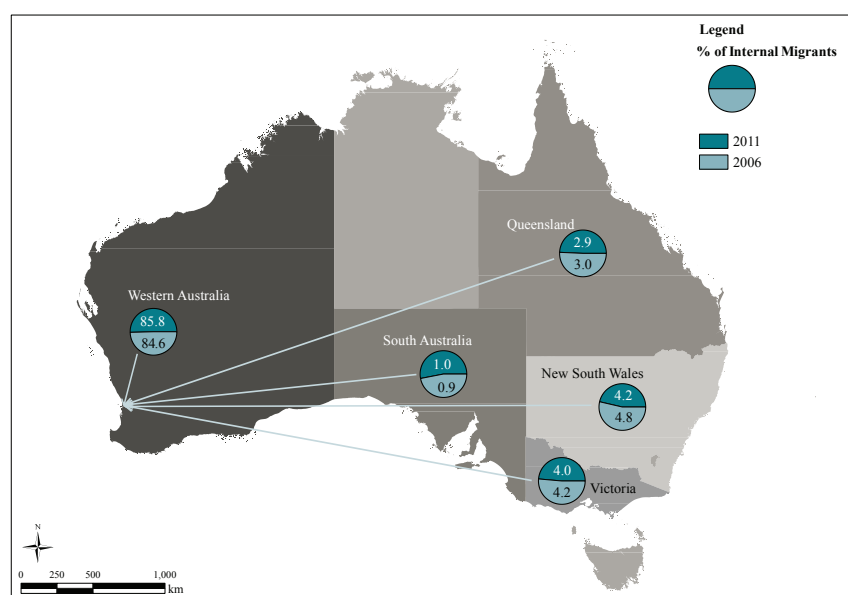 Legend
% of Internal Migrants
2011
2006
Queensland
2.9
3.0
Western Australia
85.8
84.6
South Australia
1.0
0.9
New South Wales
4.2
4.8
4.0
4.2
Victoria
N
0 250 500 1,000
km